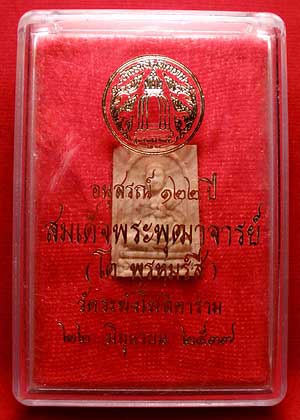 อนุสรณ์ ๑๒๒ ปี
สมเด็จพระพุฒาจารย์
( โต พรหมรังสี )
วัดระฆังโฆสิตาราม
๒๒ มิถุนายน ๒๕๓๗